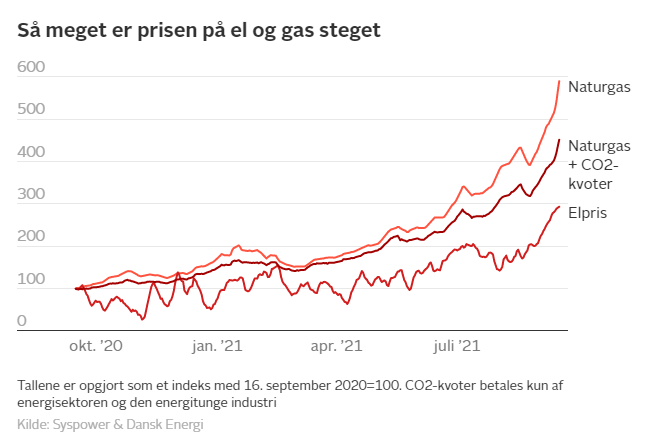 Så meget er prisen på el og gas steget
600
500
400
300
200
100
0
Naturgas
Naturgas
+ CO2-
kvoter
Elpris
okt. '20
jan. '21
apr. '21
juli '21
Tallene er opgjort som et indeks med 16. september 2020=100. CO2-kvoter betales kun af
energisektoren og den energitunge industri
Kilde: Syspower & Dansk Energi